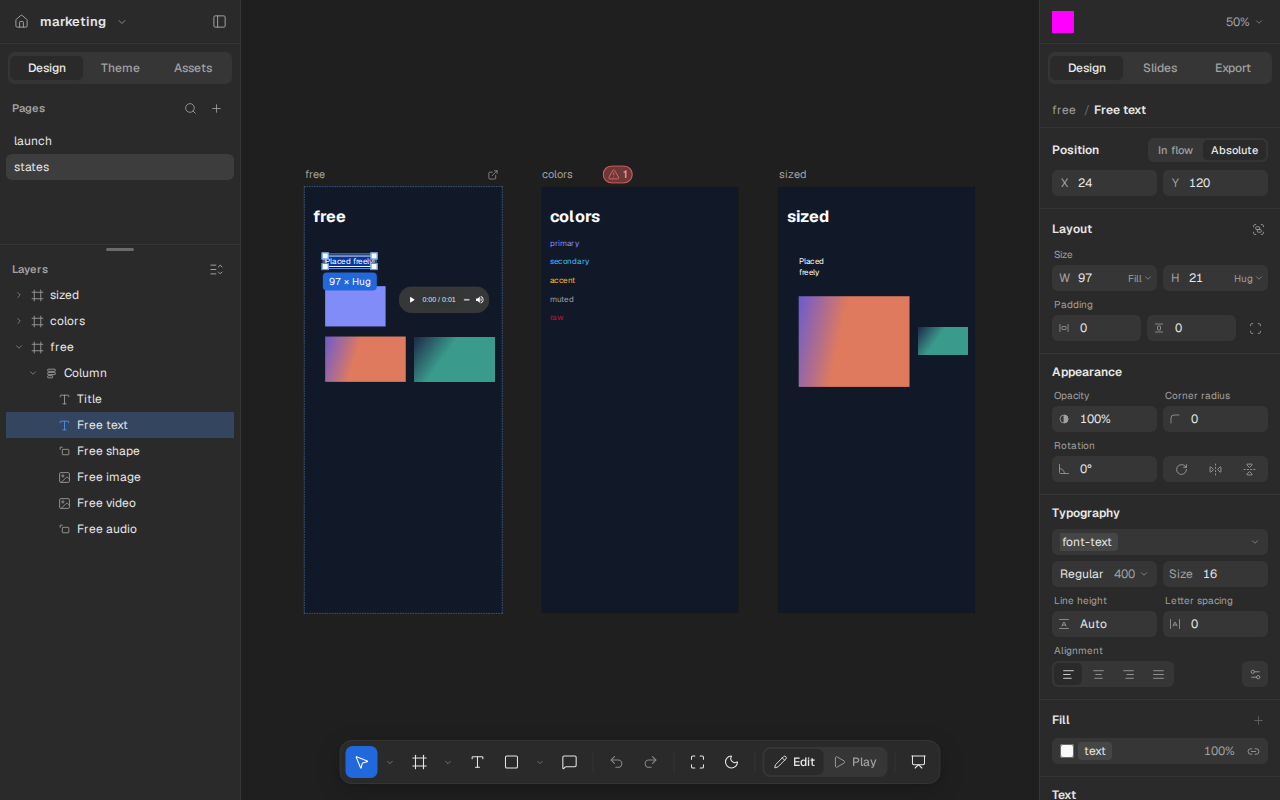 marketing
Design Theme Assets
Pages
launch
states
Layers
sized
colors
free
Column
Title
Free text
Free shape
Free image
Free video
Free audio
free
free
Placed freely
97 × Hug
0:00 / 0:01
colors
1
colors
primary
secondary
accent
muted
raw
sized
sized
Placed
freely
Edit Play
50%
Design Slides Export
free / Free text
Position In flow Absolute
X 24 Y 120
Layout
Size
W 97 Fill H 21 Hug
Padding
0 0
Appearance
Opacity Corner radius
100% 0
Rotation
0°
Typography
font-text
Regular 400 Size 16
Line height Letter spacing
Auto 0
Alignment
Fill
text 100%
Text